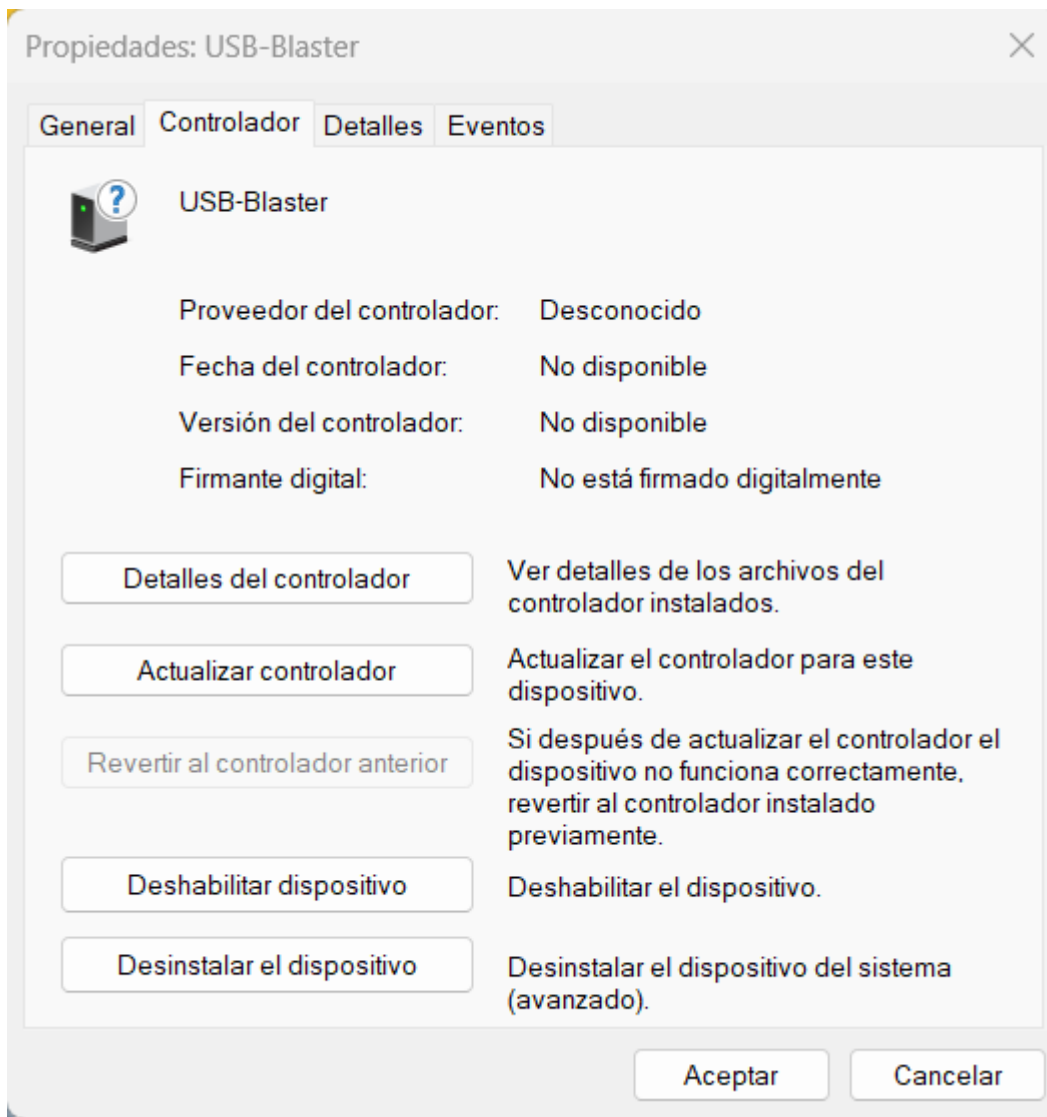 Propiedades: USB-Blaster
General Controlador Detalles Eventos
USB-Blaster
Proveedor del controlador: Desconocido
Fecha del controlador: No disponible
Versión del controlador: No disponible
Firmante digital: No está firmado digitalmente
Detalles del controlador
Ver detalles de los archivos del
controlador instalados.
Actualizar controlador
Actualizar el controlador para este
dispositivo.
Revertir al controlador anterior
Si después de actualizar el controlador el
dispositivo no funciona correctamente,
revertir al controlador instalado
previamente.
Deshabilitar dispositivo
Deshabilitar el dispositivo.
Desinstalar el dispositivo
Desinstalar el dispositivo del sistema
(avanzado).
Aceptar Cancelar